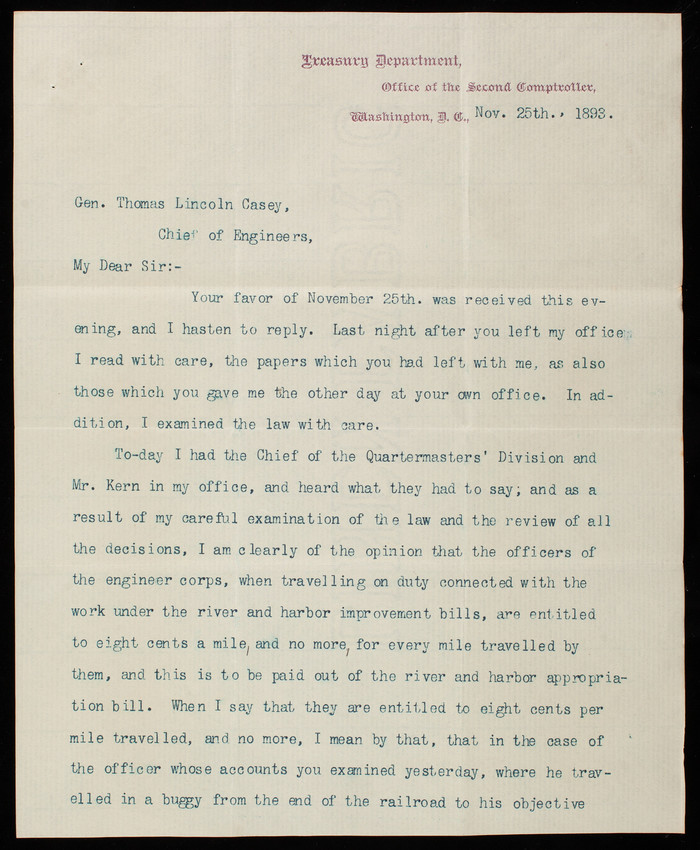 Treasury Department,
Office of the Second Comptroller,
Washington, D. C., Nov. 25th., 1893.
Gen. Thomas Lincoln Casey,
Chief of Engineers,
My Dear Sir:-
Your favor of November 25th. was received this ev-
ening, and I hasten to reply. Last night after you left my office
I read with care, the papers which you had left with me, as also
those which you gave me the other day at your own office. In ad-
dition, I examined the law with care.
To-day I had the Chief of the Quartermasters' Division and
Mr. Kern in my office, and heard what they had to say; and as a
result of my careful examination of the law and the review of all
the decisions, I am clearly of the opinion that the officers of
the engineer corps, when travelling on duty connected with the
work under the river and harbor improvement bills, are entitled
to eight cents a mile, and no more, for every mile travelled by
them, and this is to be paid out of the river and harbor appropria-
tion bill. When I say that they are entitled to eight cents per
mile travelled, and no more, I mean by that, that in the case of
the officer whose accounts you examined yesterday, where he trav-
elled in a buggy from the end of the railroad to his objective